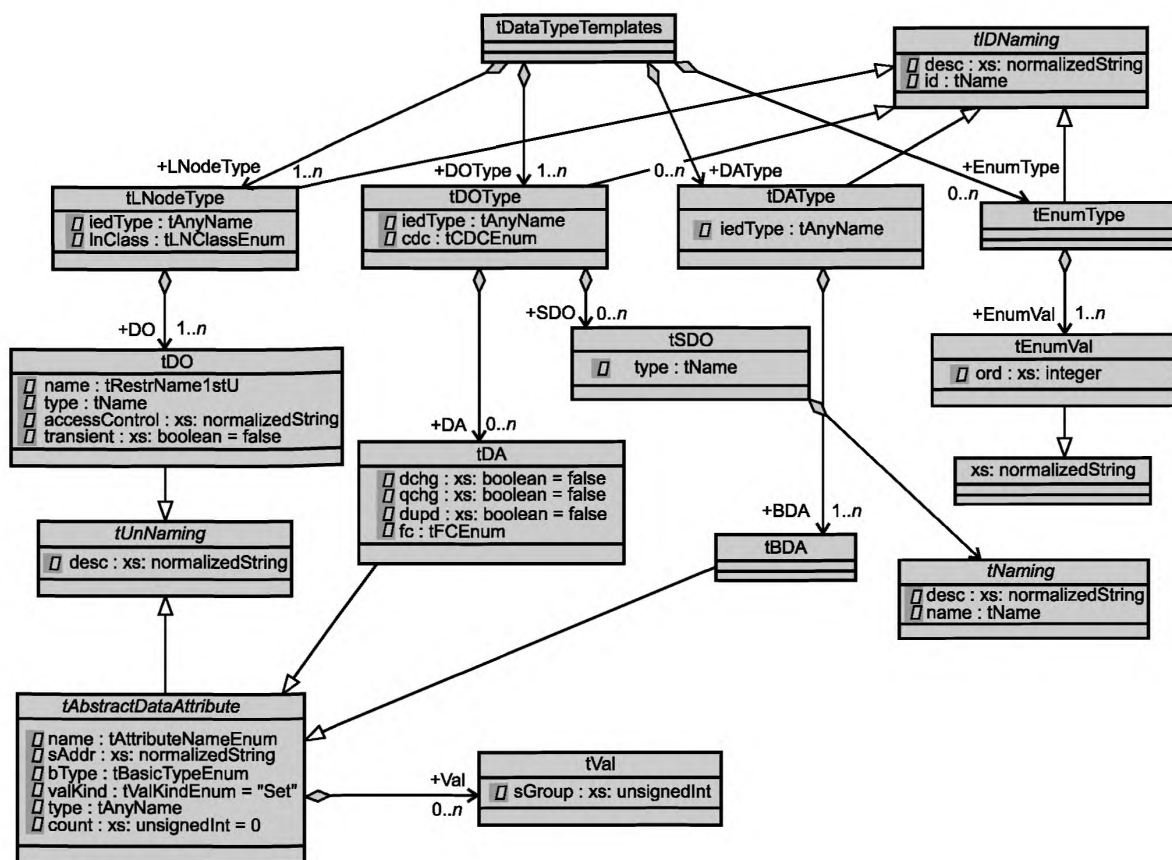 tDataTypeTemplates
tIDNaming
desc : xs: normalizedString
id : tName
+LNodeType
1..n
+DOType
1..n
0..n
+DAType
+EnumType
0..n
tLNodeType
iedType : tAnyName
lnClass : tLNClassEnum
tDOType
iedType : tAnyName
cdc : tCDCEnum
tDAType
iedType : tAnyName
tEnumType
+DO
1..n
+SDO
0..n
+EnumVal
1..n
tDO
name : tRestrName1stU
type : tName
accessControl : xs: normalizedString
transient : xs: boolean = false
tSDO
type : tName
tEnumVal
ord : xs: integer
+DA
0..n
tDA
dchg : xs: boolean = false
qchg : xs: boolean = false
dupd : xs: boolean = false
fc : tFCEnum
xs: normalizedString
+BDA
1..n
tUnNaming
desc : xs: normalizedString
tBDA
tNaming
desc : xs: normalizedString
name : tName
tAbstractDataAttribute
name : tAttributeNameEnum
sAddr : xs: normalizedString
bType : tBasicTypeEnum
valKind : tValKindEnum = "Set"
type : tAnyName
count : xs: unsignedInt = 0
+Val
0..n
tVal
sGroup : xs: unsignedInt